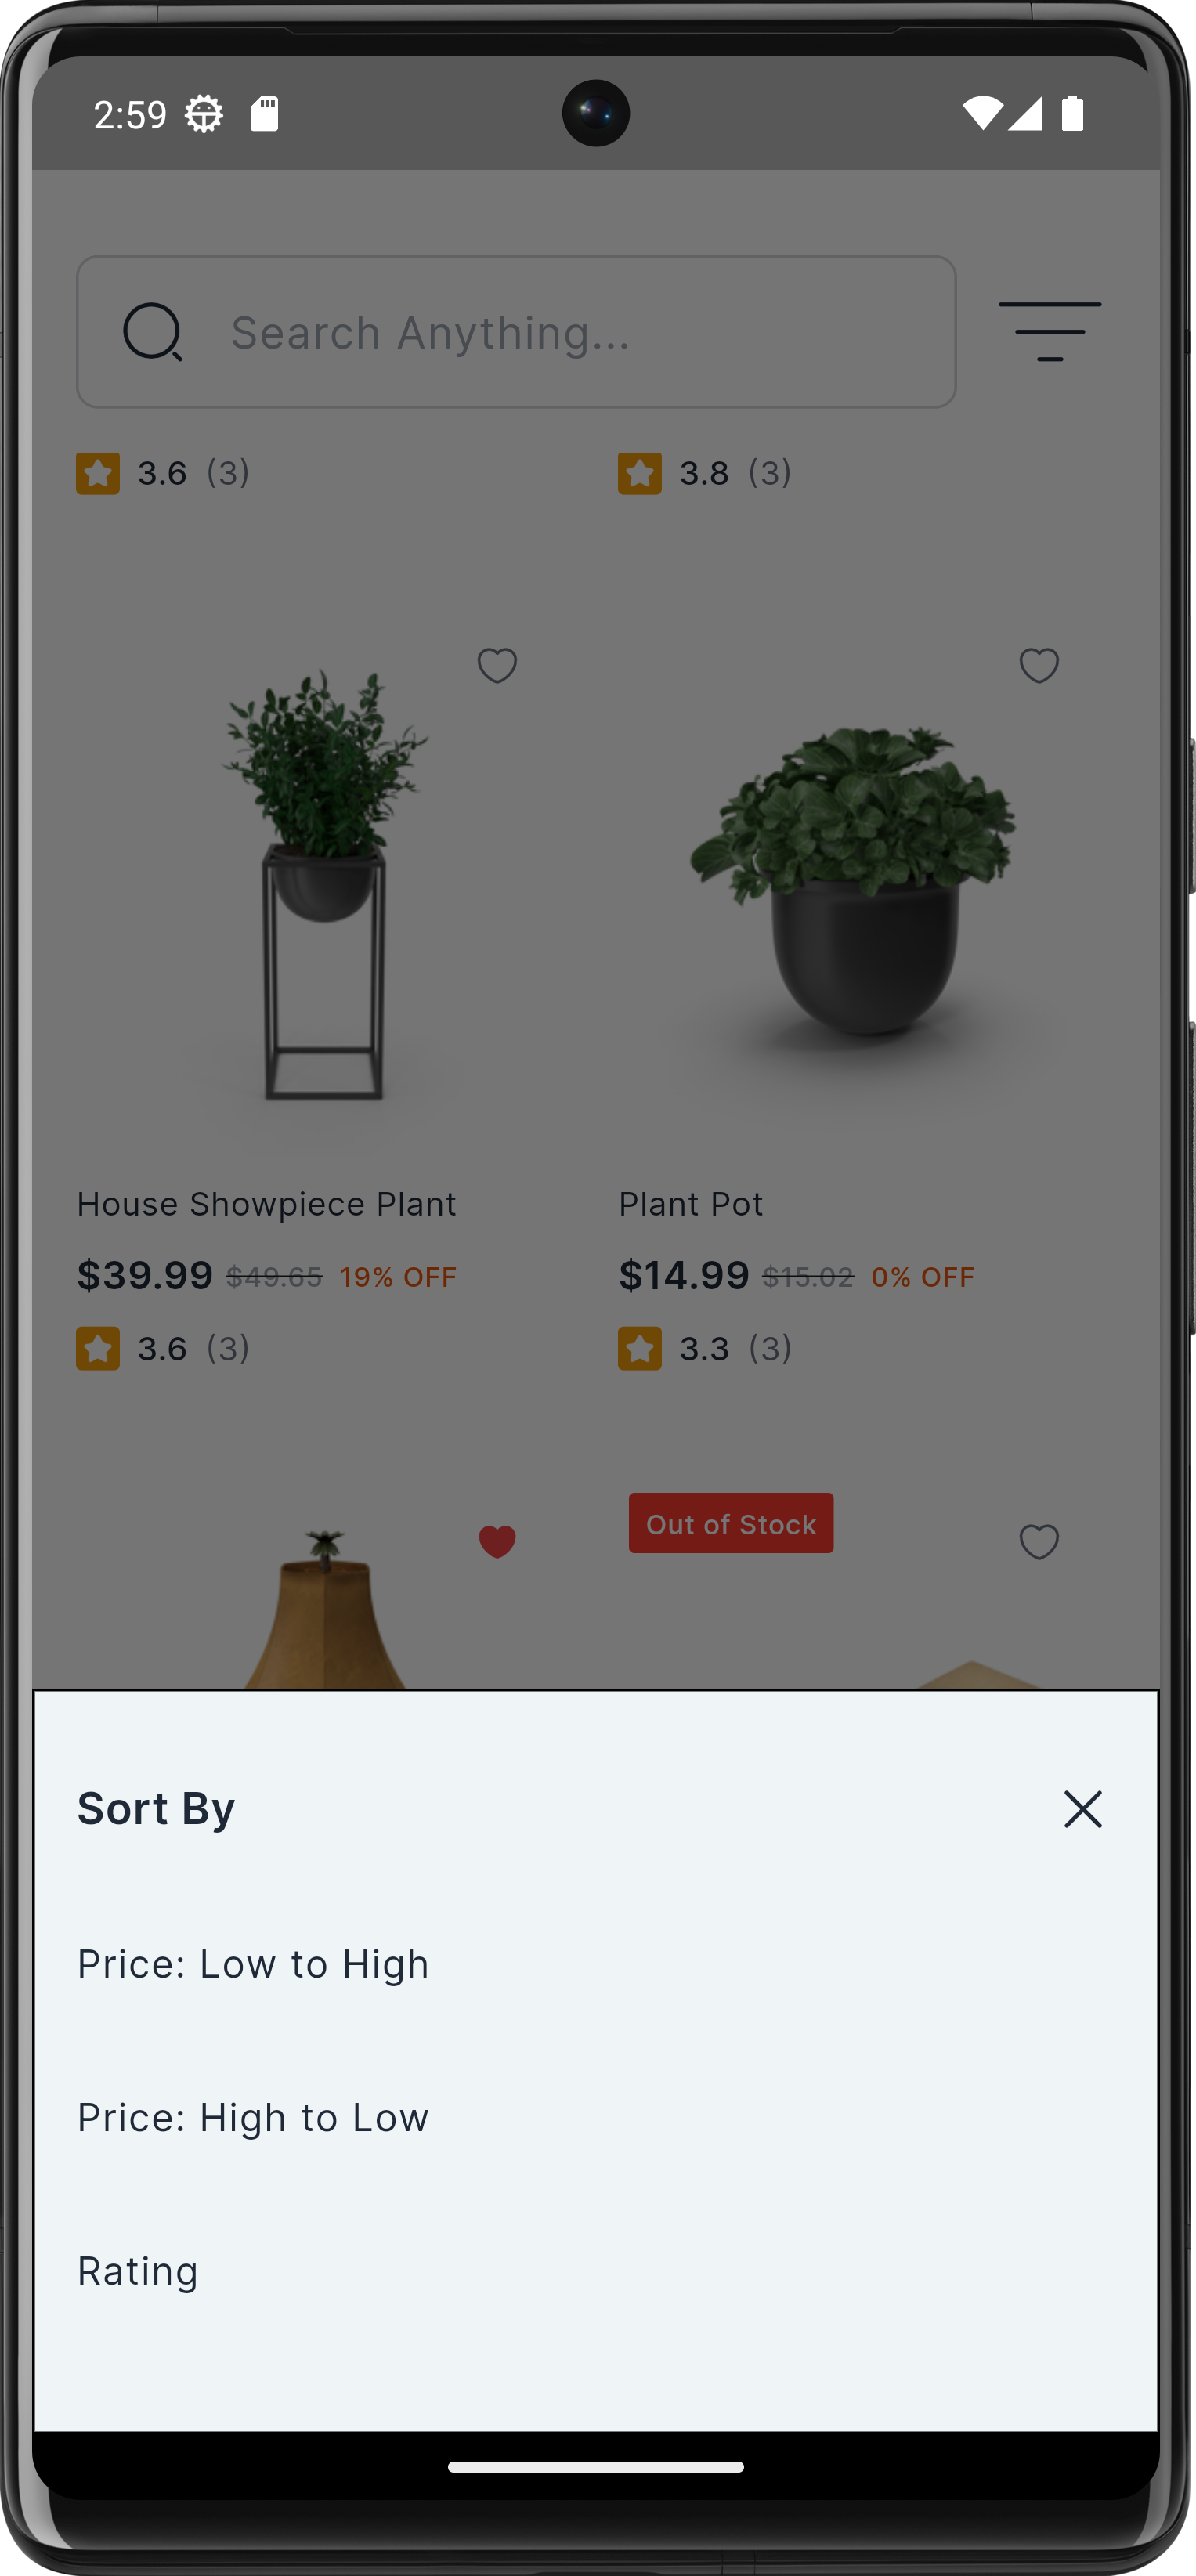 2:59
Search Anything...
3.6 (3) 3.8 (3)
House Showpiece Plant Plant Pot
$39.99 $49.65 19% OFF $14.99 $15.02 0% OFF
3.6 (3) 3.3 (3)
Out of Stock
Sort By
Price: Low to High
Price: High to Low
Rating